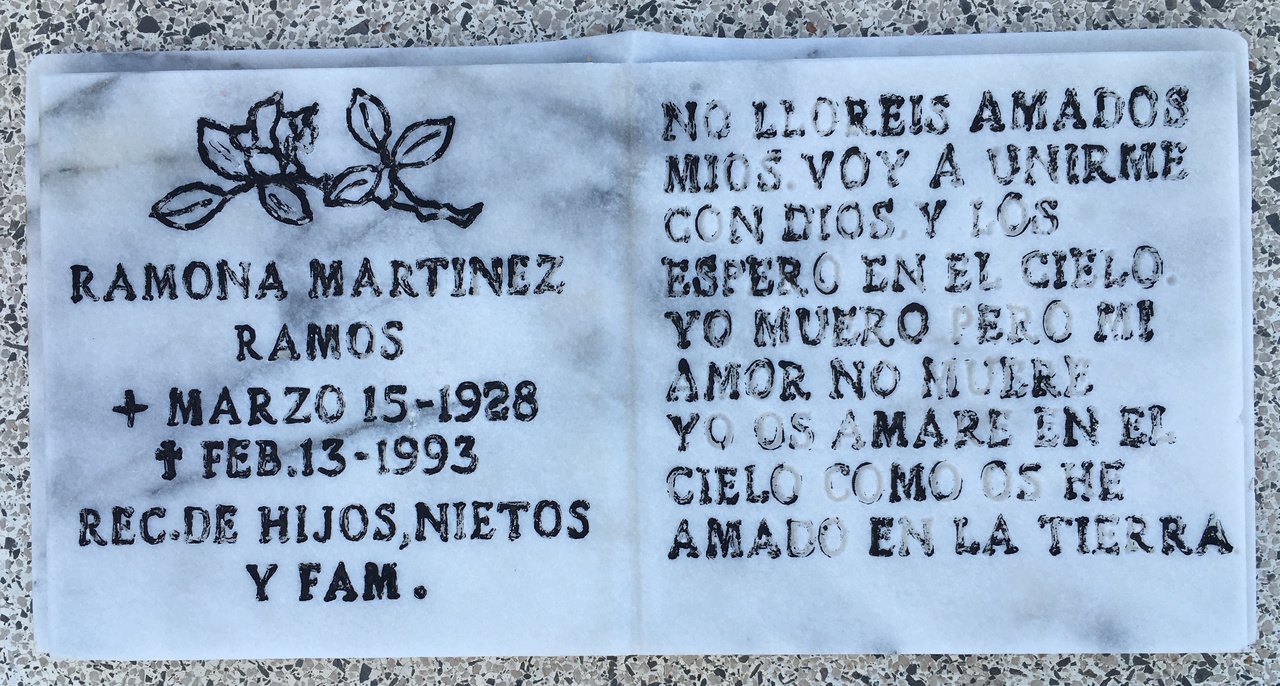 RAMONA MARTINEZ
RAMOS
+ MARZO 15-1928
✝ FEB.13-1993
REC.DE HIJOS,NIETOS
Y FAM.
NO LLOREIS AMADOS
MIOS.VOY A UNIRME
CON DIOS.Y LOS
ESPERO EN EL CIELO.
YO MUERO PERO MI
AMOR NO MUERE
YO OS AMARE EN EL
CIELO COMO OS HE
AMADO EN LA TIERRA